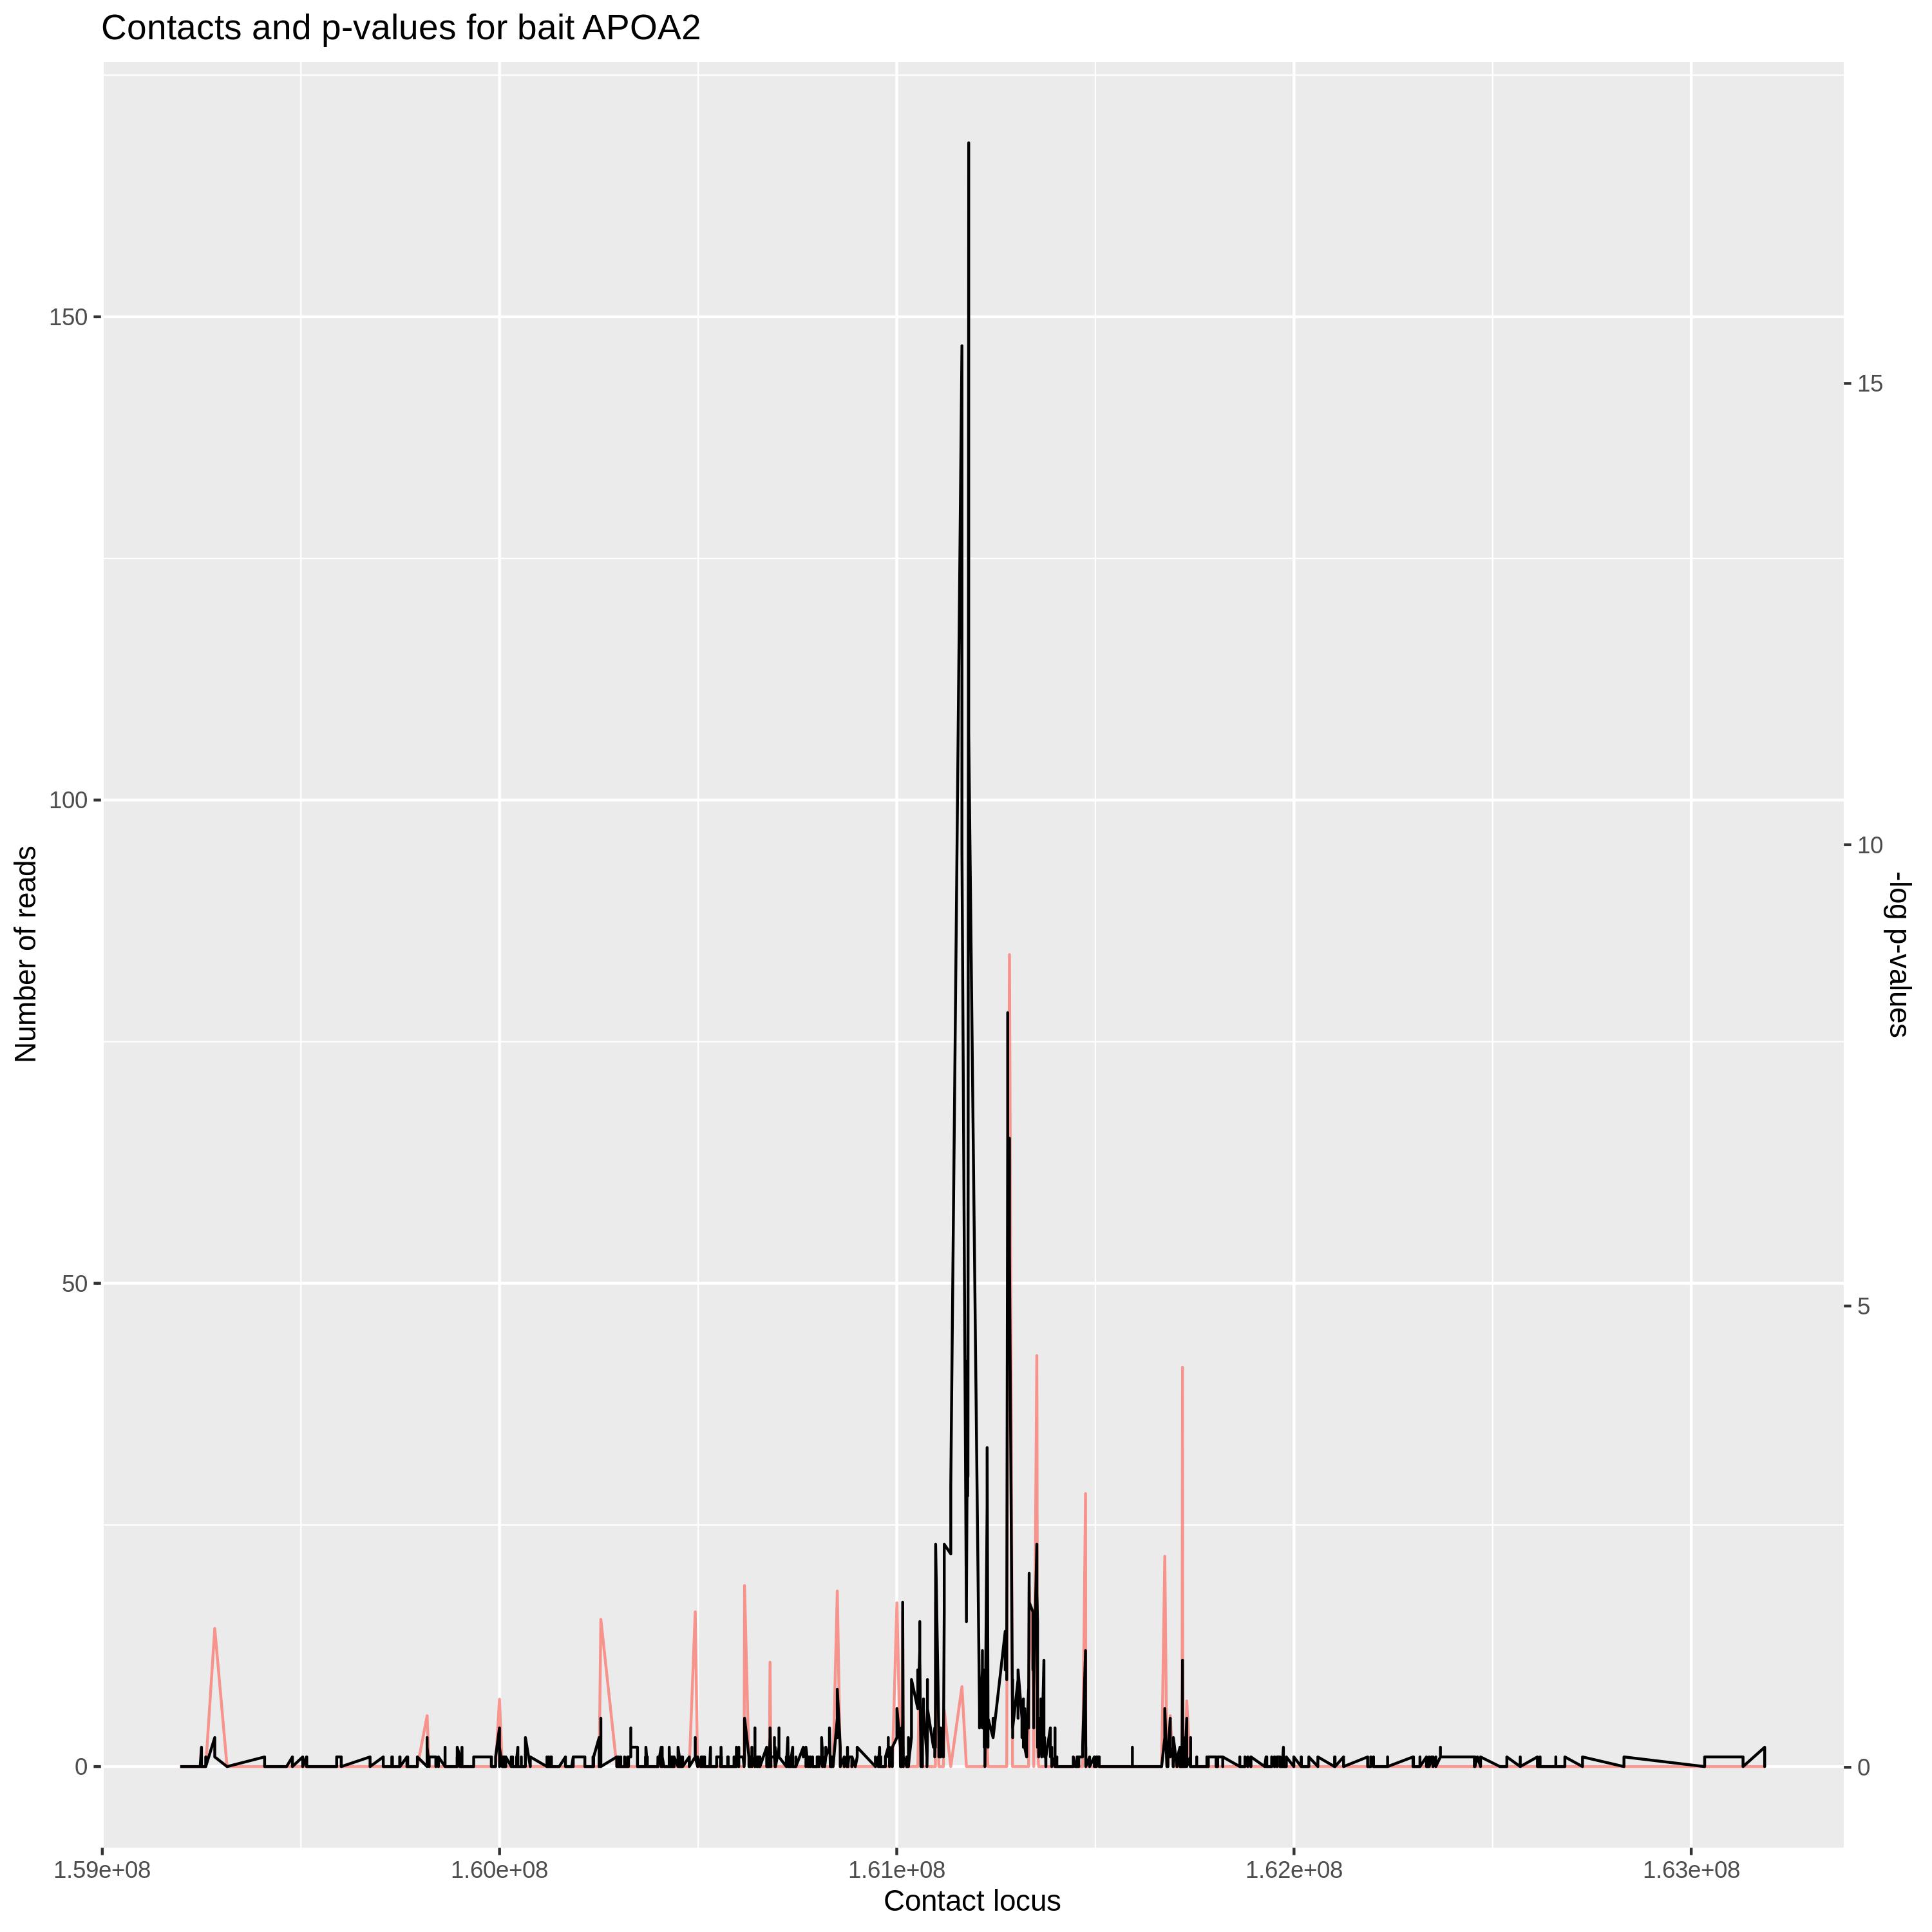 Contacts and p-values for bait APOA2
Number of reads
150
100
50
0
15
10
5
0
-log p-values
1.59e+08
1.60e+08
1.61e+08
1.62e+08
1.63e+08
Contact locus